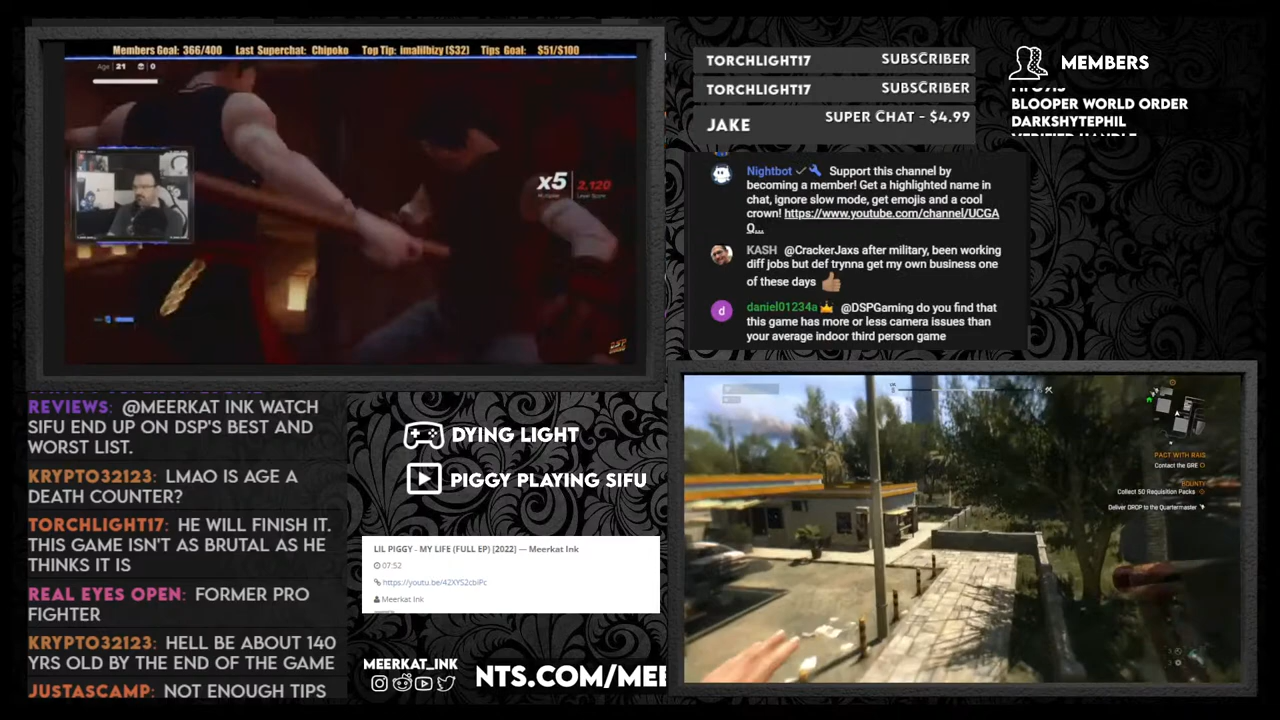 Members Goal: 366/400 Last Superchat: Chipoko Top Tip: imalilbizy ($32) Tips Goal: $51/$100
Age 21 0
x5 2,120
REVIEWS: @MEERKAT INK WATCH
SIFU END UP ON DSP'S BEST AND
WORST LIST.
KRYPTO32123: LMAO IS AGE A
DEATH COUNTER?
TORCHLIGHT17: HE WILL FINISH IT.
THIS GAME ISN'T AS BRUTAL AS HE
THINKS IT IS
REAL EYES OPEN: FORMER PRO
FIGHTER
KRYPTO32123: HELL BE ABOUT 140
YRS OLD BY THE END OF THE GAME
JUSTASCAMP: NOT ENOUGH TIPS
DYING LIGHT
PIGGY PLAYING SIFU
LIL PIGGY - MY LIFE (FULL EP) [2022] — Meerkat Ink
07:52
https://youtu.be/42XYS2cbiPc
Meerkat Ink
MEERKAT_INK
NTS.COM/MEE
TORCHLIGHT17 SUBSCRIBER
TORCHLIGHT17 SUBSCRIBER
JAKE SUPER CHAT - $4.99
MEMBERS
BLOOPER WORLD ORDER
DARKSHYTEPHIL
VERIFIED HANDLE
Nightbot Support this channel by
becoming a member! Get a highlighted name in
chat, ignore slow mode, get emojis and a cool
crown! https://www.youtube.com/channel/UCGA
Q...
KASH @CrackerJaxs after military, been working
diff jobs but def trynna get my own business one
of these days
daniel01234a @DSPGaming do you find that
this game has more or less camera issues than
your average indoor third person game
PACT WITH RAIS
Contact the GRE
BOUNTY
Collect 50 Requisition Packs
Deliver DROP to the Quartermaster